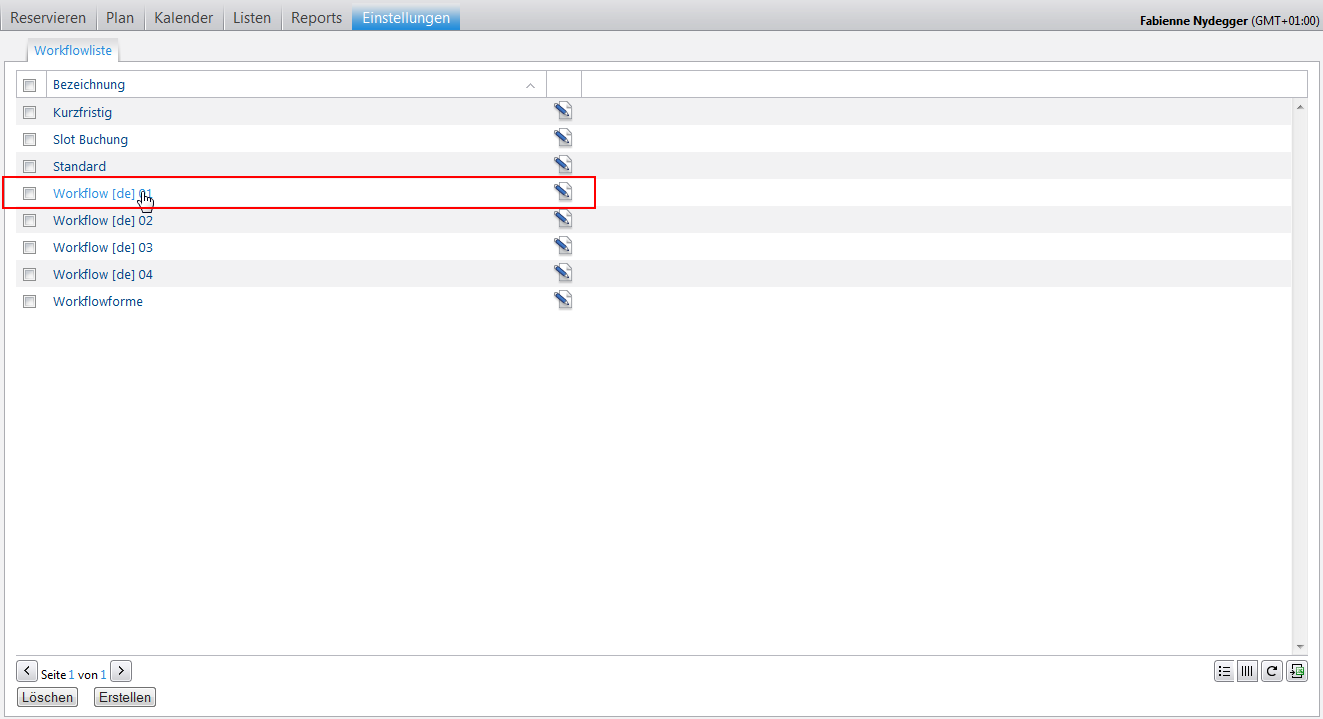 Reservieren Plan Kalender Listen Reports Einstellungen
Fabienne Nydegger (GMT+01:00)
Workflowliste
Bezeichnung
Kurzfristig
Slot Buchung
Standard
Workflow [de] 01
Workflow [de] 02
Workflow [de] 03
Workflow [de] 04
Workflowforme
Seite 1 von 1
Löschen Erstellen